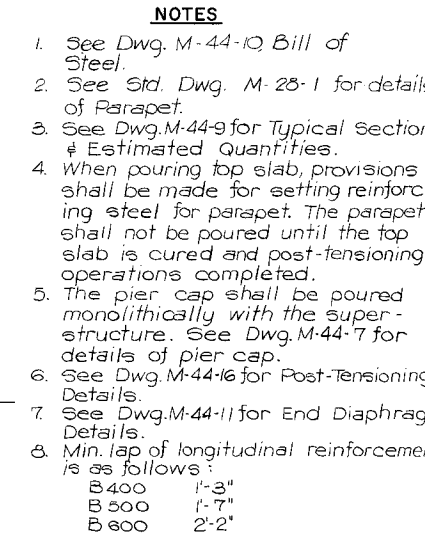 NOTES
1. See Dwg. M-44-10, Bill of
Steel.
2. See Std. Dwg. M-28-1 for details
of Parapet.
3. See Dwg. M-44-9 for Typical Section
& Estimated Quantities.
4. When pouring top slab, provisions
shall be made for setting reinforc
ing steel for parapet. The parapet
shall not be poured until the top
slab is cured and post-tensioning
operations completed.
5. The pier cap shall be poured
monolithically with the super-
structure. See Dwg. M-44-7 for
details of pier cap.
6. See Dwg. M-44-16 for Post-Tensioning
Details.
7. See Dwg. M-44-11 for End Diaphrag
Details.
8. Min. lap of longitudinal reinforceme
is as follows:
B400 1'-3"
B500 1'-7"
B600 2'-2"